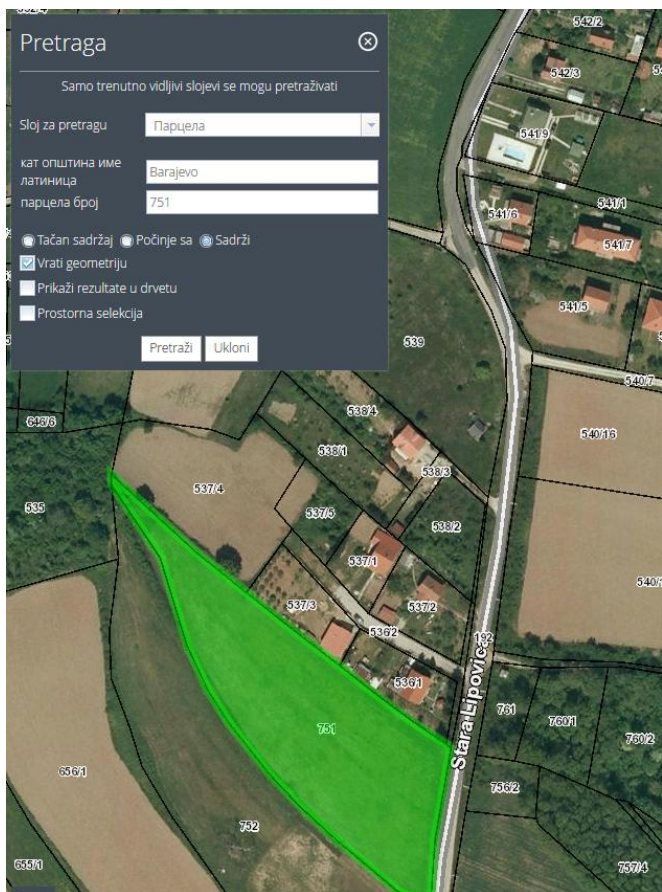 Pretraga
Samo trenutno vidljivi slojevi se mogu pretraživati
Sloj za pretragu
Парцела
кат општина име
латиница
Barajevo
парцела број
751
Tačan sadržaj
Počinje sa
Sadrži
Vrati geometriju
Prikaži rezultate u drvetu
Prostorna selekcija
Pretraži
Ukloni
542/2
542/3
541/9
541/1
541/6
541/7
541/5
539
540/7
538/4
646/6
540/16
538/1
538/3
537/4
535
537/5
538/2
537/1
537/3
537/2
536/2
192
536/1
Stara Lipovica
761
760/1
751
760/2
656/1
756/2
752
655/1
757/4